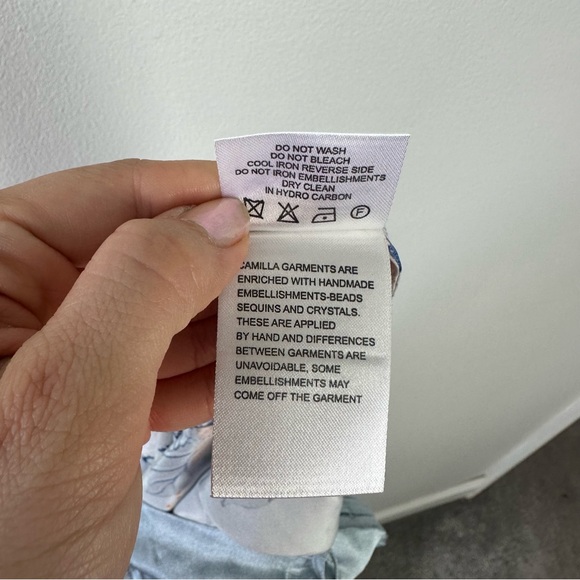 DO NOT WASH
DO NOT BLEACH
COOL IRON REVERSE SIDE
DO NOT IRON EMBELLISHMENTS
DRY CLEAN
IN HYDRO CARBON
F
CAMILLA GARMENTS ARE
ENRICHED WITH HANDMADE
EMBELLISHMENTS-BEADS
SEQUINS AND CRYSTALS.
THESE ARE APPLIED
BY HAND AND DIFFERENCES
BETWEEN GARMENTS ARE
UNAVOIDABLE, SOME
EMBELLISHMENTS MAY
COME OFF THE GARMENT